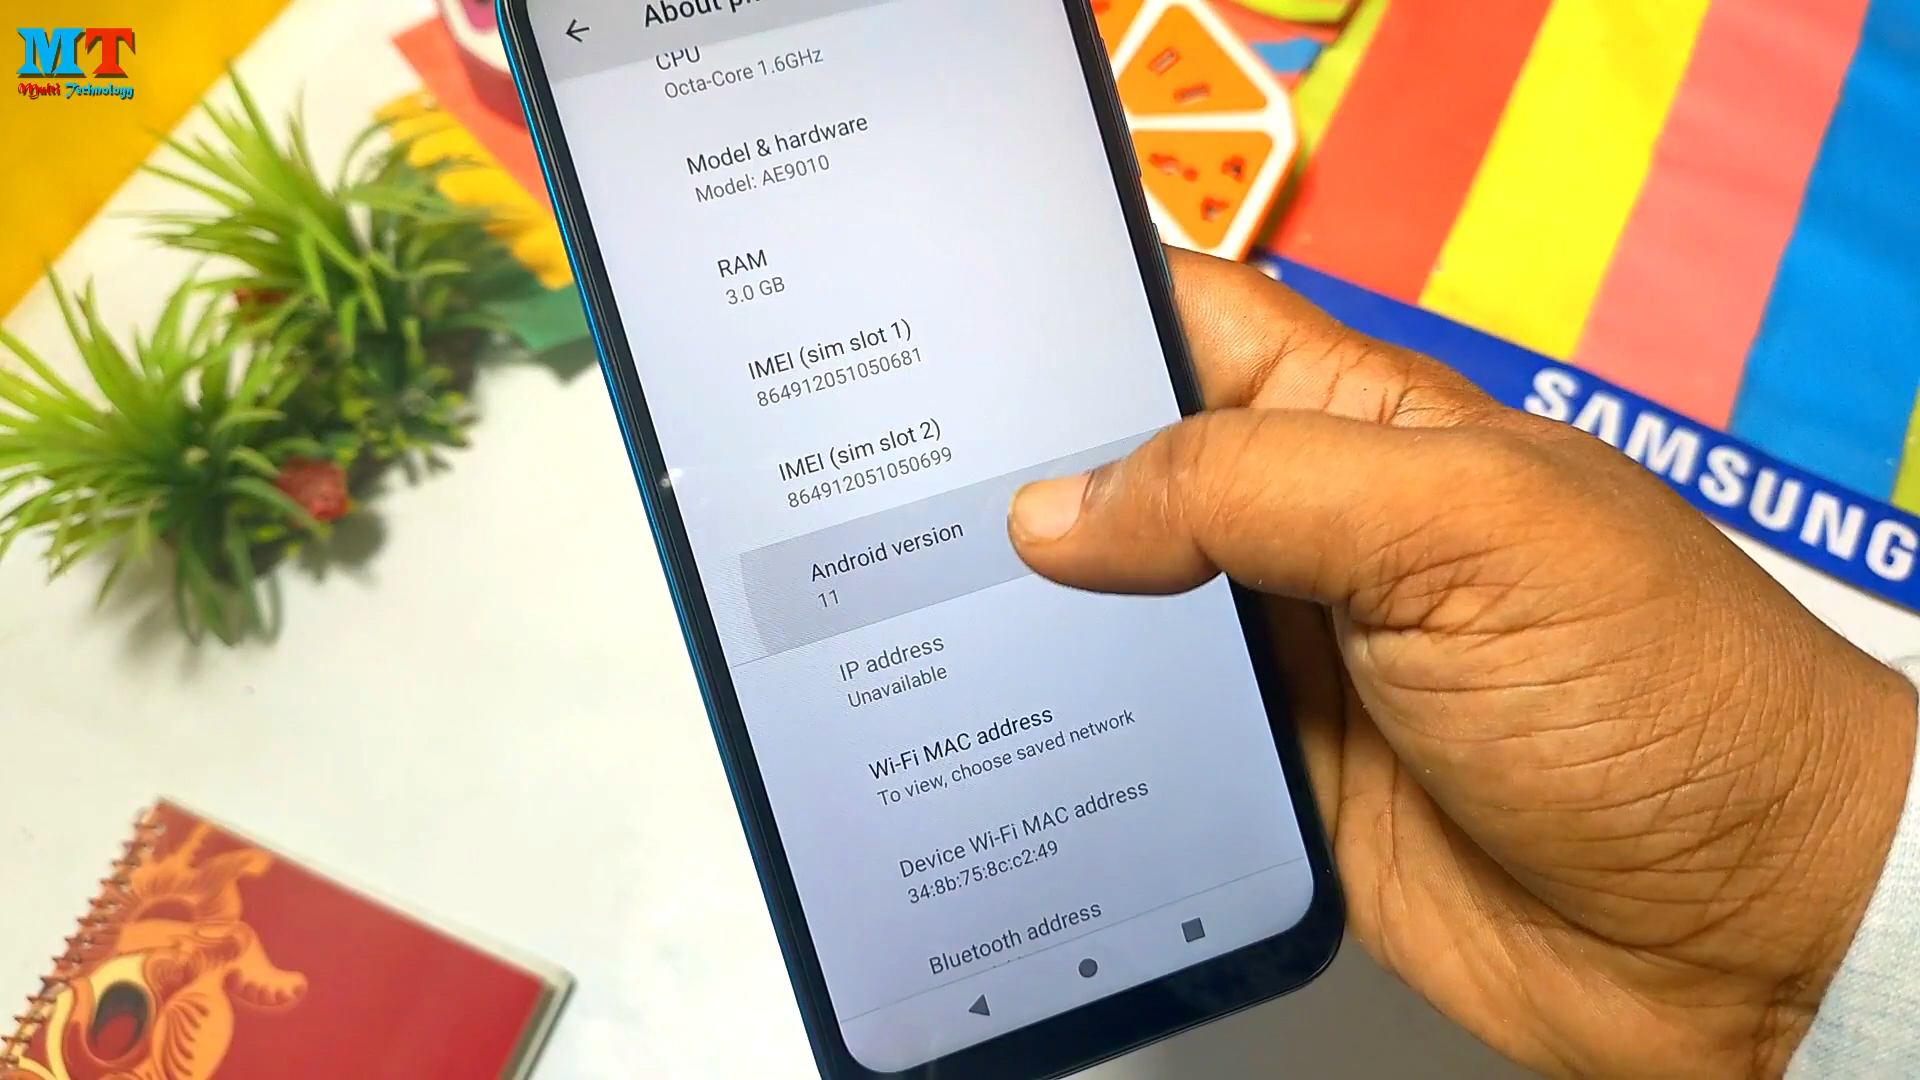 MT
Multi Technology
About
CPU
Octa-Core 1.6GHz
Model & hardware
Model: AE9010
RAM
3.0 GB
IMEI (sim slot 1)
864912051050681
IMEI (sim slot 2)
864912051050699
Android version
11
IP address
Unavailable
Wi-Fi MAC address
To view, choose saved network
Device Wi-Fi MAC address
34:8b:75:8c:c2:49
Bluetooth address
SAMSUNG